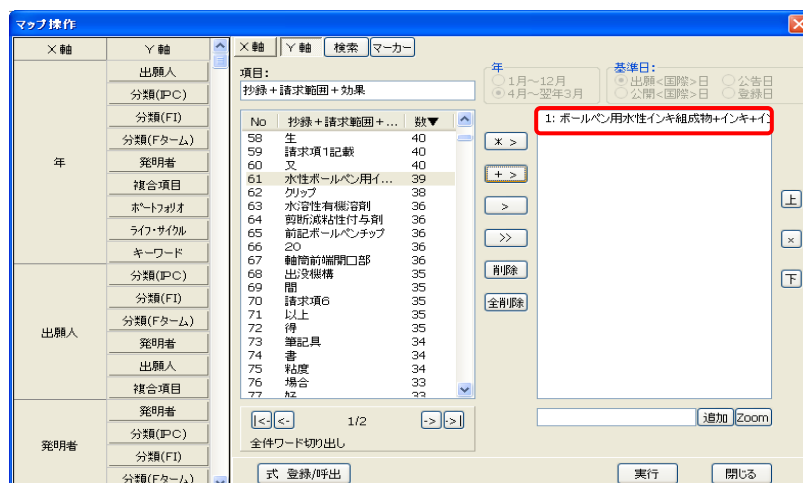 マップ操作
X 軸 Y 軸
年
出願人
分類(IPC)
分類(FI)
分類(Fターム)
発明者
複合項目
ポートフォリオ
ライフ・サイクル
キーワード
出願人
分類(IPC)
分類(FI)
分類(Fターム)
発明者
出願人
複合項目
発明者
発明者
分類(IPC)
分類(FI)
分類(Fターム)
X 軸 Y 軸 検索 マーカー
項目:
抄録+請求範囲+効果
年
1月~12月
4月~翌年3月
基準日:
出願<国際>日 公告日
公開<国際>日 登録日
No 抄録+請求範囲+... 数▼
58 生 40
59 請求項1記載 40
60 又 40
61 水性ボールペン用イ... 39
62 クリップ 38
63 水溶性有機溶剤 36
64 剪断減粘性付与剤 36
65 前記ボールペンチップ 36
66 20 36
67 軸筒前端開口部 36
68 出没機構 35
69 間 35
70 請求項6 35
71 以上 35
72 得 35
73 筆記具 34
74 書 34
75 粘度 34
76 場合 33
77 好 33
* >
+ >
>
>>
削除
全削除
1: ボールペン用水性インキ組成物+インキ+イン
上
×
下
|<- <- 1/2 -> ->|
全件ワード切り出し
追加 Zoom
式 登録/呼出 実行 閉じる